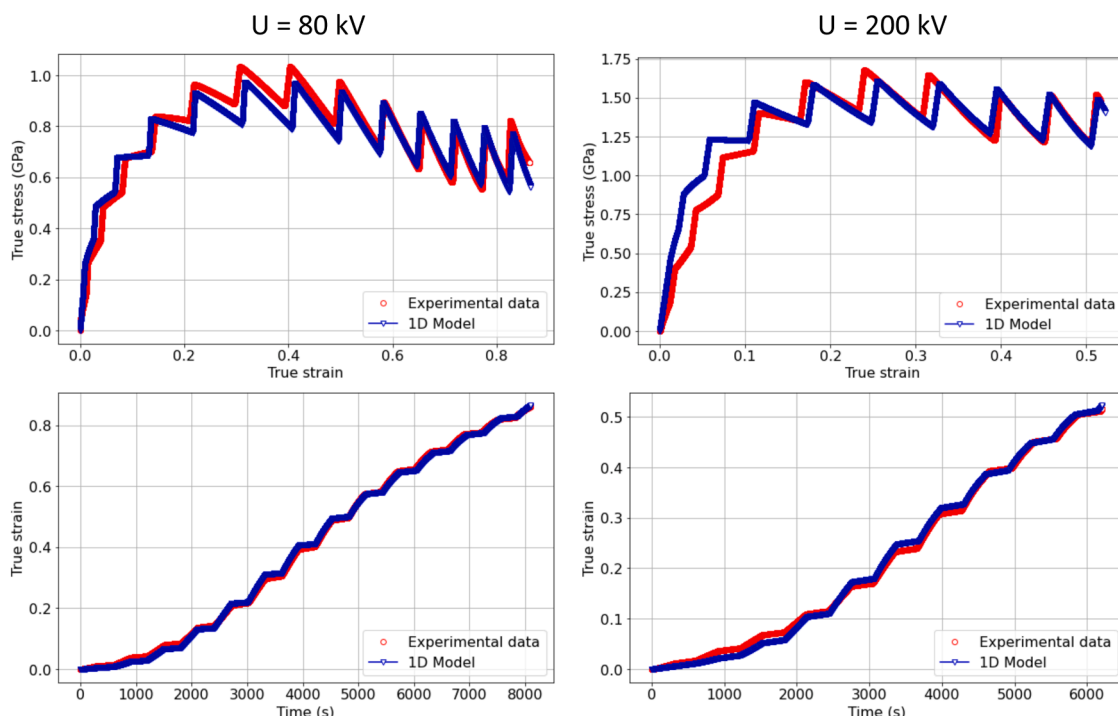 U = 80 kV
U = 200 kV
True stress (GPa)
1.0
0.8
0.6
0.4
0.2
0.0
Experimental data
1D Model
0.0 0.2 0.4 0.6 0.8
True strain
True stress (GPa)
1.75
1.50
1.25
1.00
0.75
0.50
0.25
0.00
Experimental data
1D Model
0.0 0.1 0.2 0.3 0.4 0.5
True strain
True strain
0.8
0.6
0.4
0.2
0.0
Experimental data
1D Model
0 1000 2000 3000 4000 5000 6000 7000 8000
Time (s)
True strain
0.5
0.4
0.3
0.2
0.1
0.0
Experimental data
1D Model
0 1000 2000 3000 4000 5000 6000
Time (s)